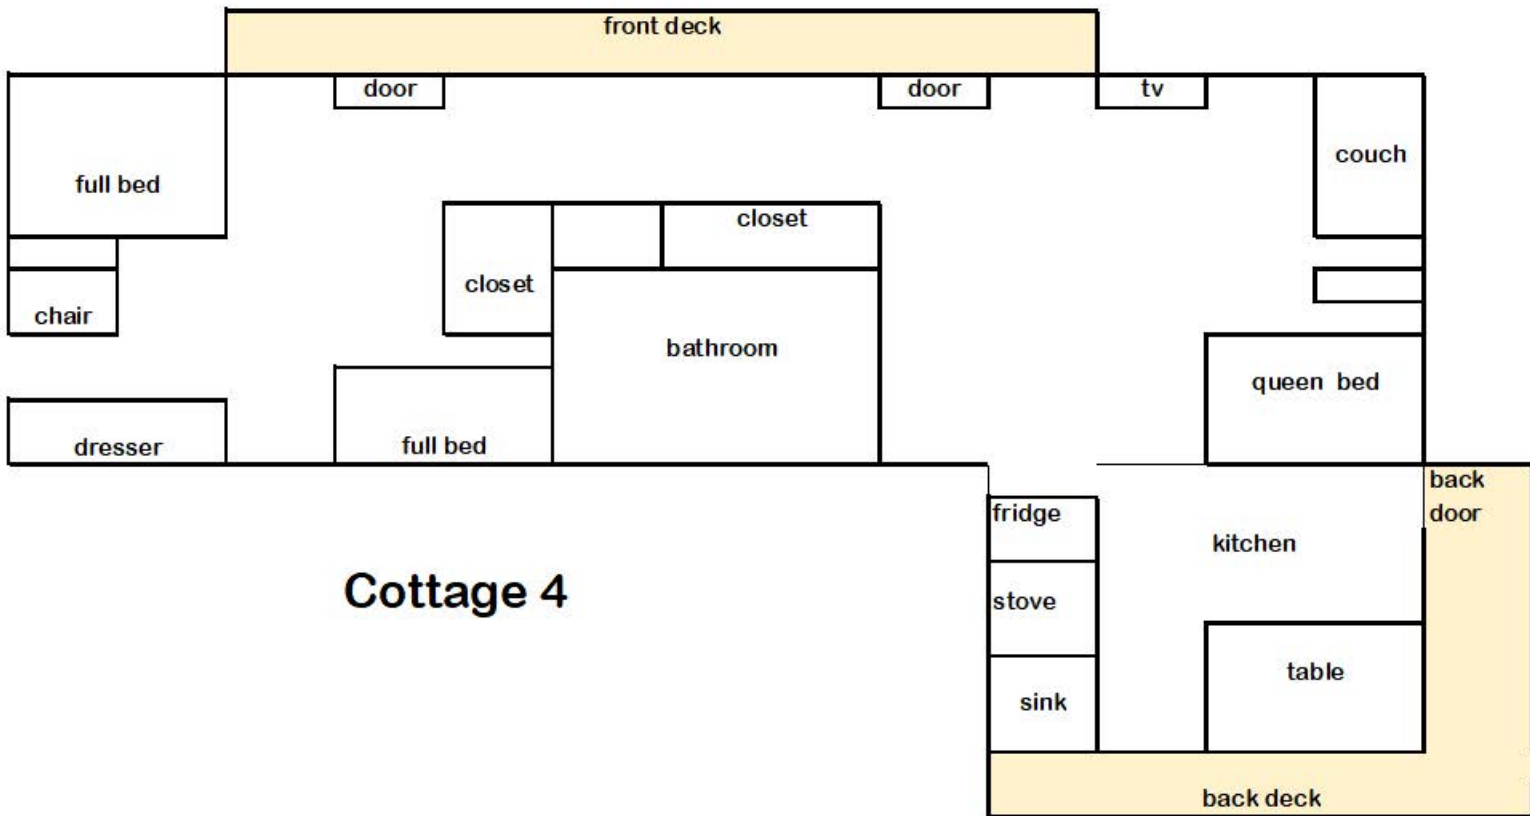 front deck
door
door
tv
couch
full bed
closet
closet
chair
bathroom
queen bed
dresser
full bed
back
door
fridge
kitchen
Cottage 4
stove
table
sink
back deck